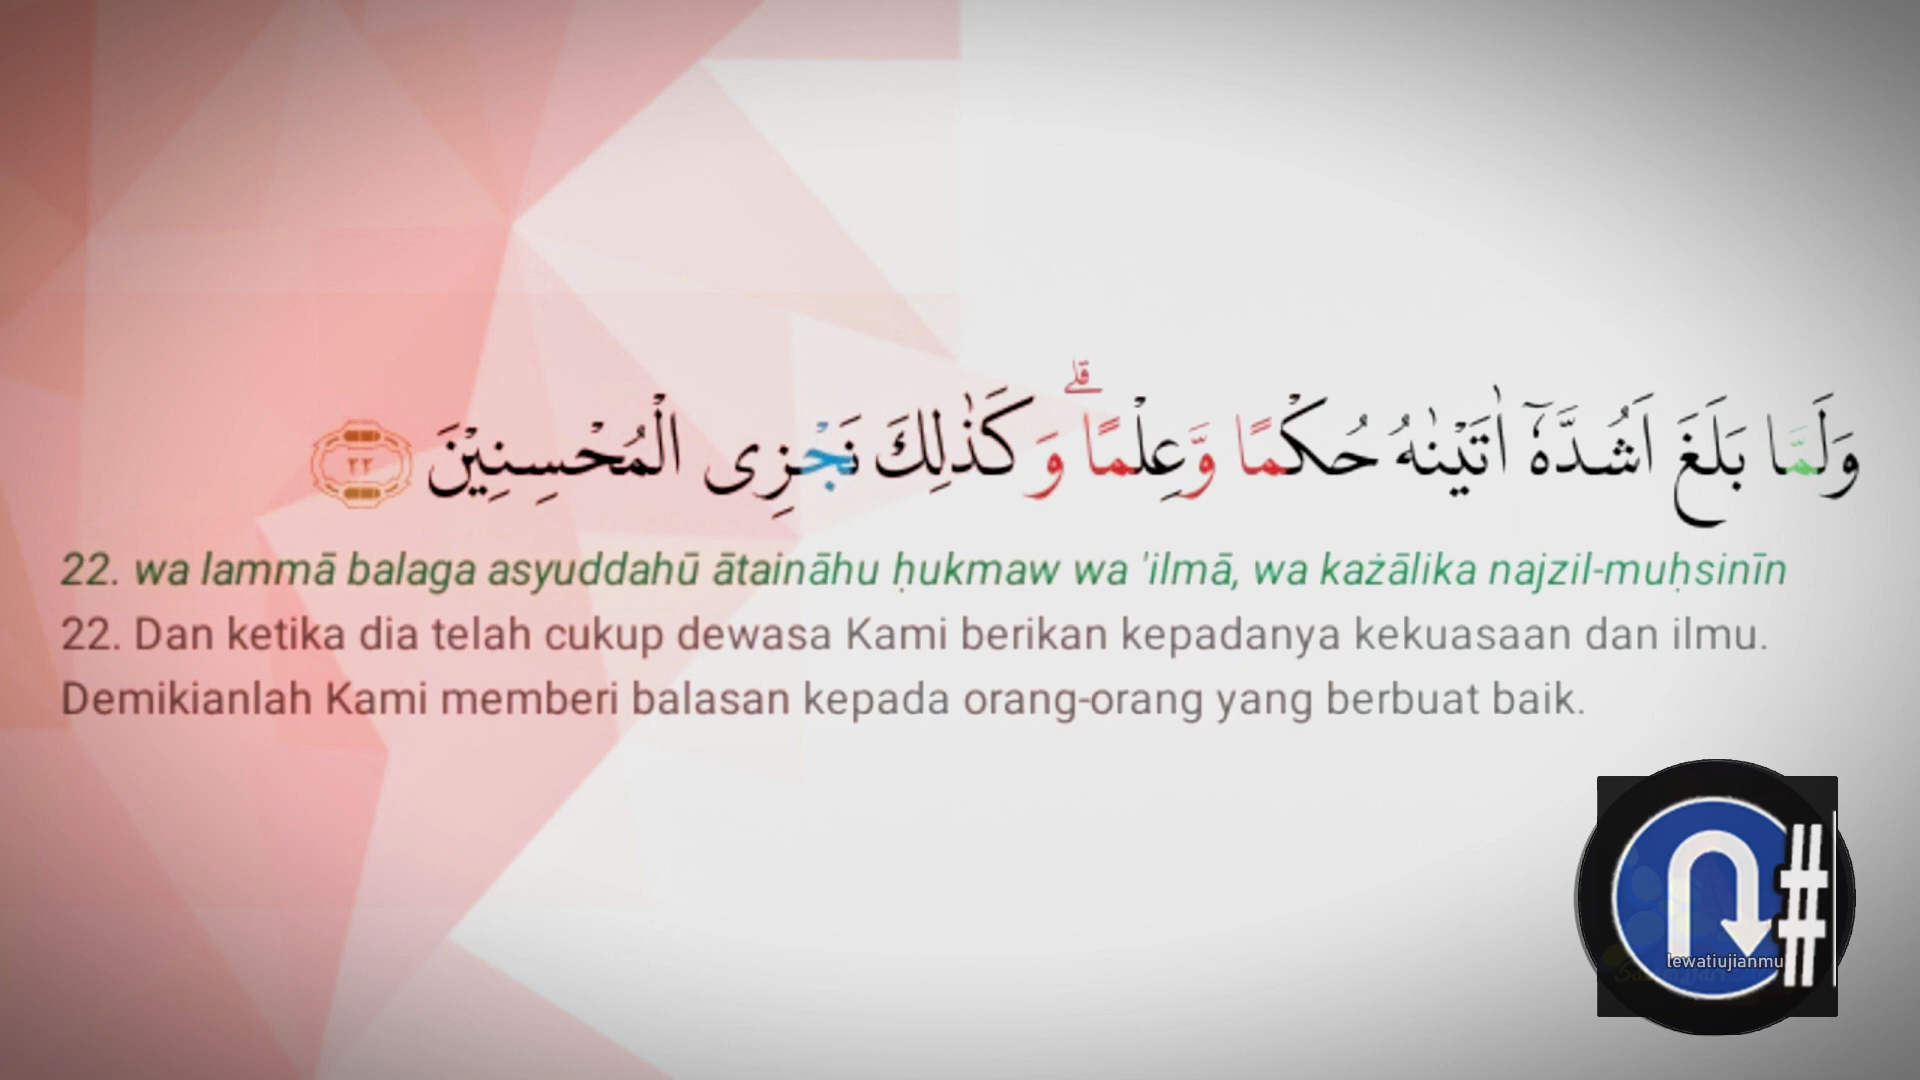 وَلَمَّا بَلَغَ اَشُدَّهٗٓ اٰتَيْنٰهُ حُكْمًا وَّعِلْمًاۗ وَكَذٰلِكَ نَجْزِى الْمُحْسِنِيْنَ ٢٢
22. wa lammā balaga asyuddahū ātaināhu ḥukmaw wa 'ilmā, wa każālika najzil-muḥsinīn
22. Dan ketika dia telah cukup dewasa Kami berikan kepadanya kekuasaan dan ilmu.
Demikianlah Kami memberi balasan kepada orang-orang yang berbuat baik.
#
lewatiujianmu